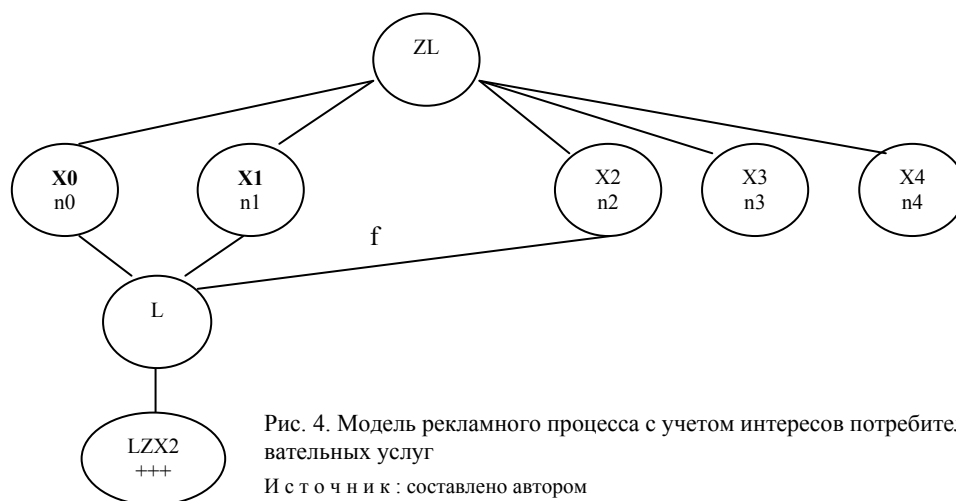 ZL
X0
n0
X1
n1
X2
n2
X3
n3
X4
n4
f
L
LZX2
+++
Рис. 4. Модель рекламного процесса с учетом интересов потребител
вательных услуг
И с т о ч н и к : составлено автором